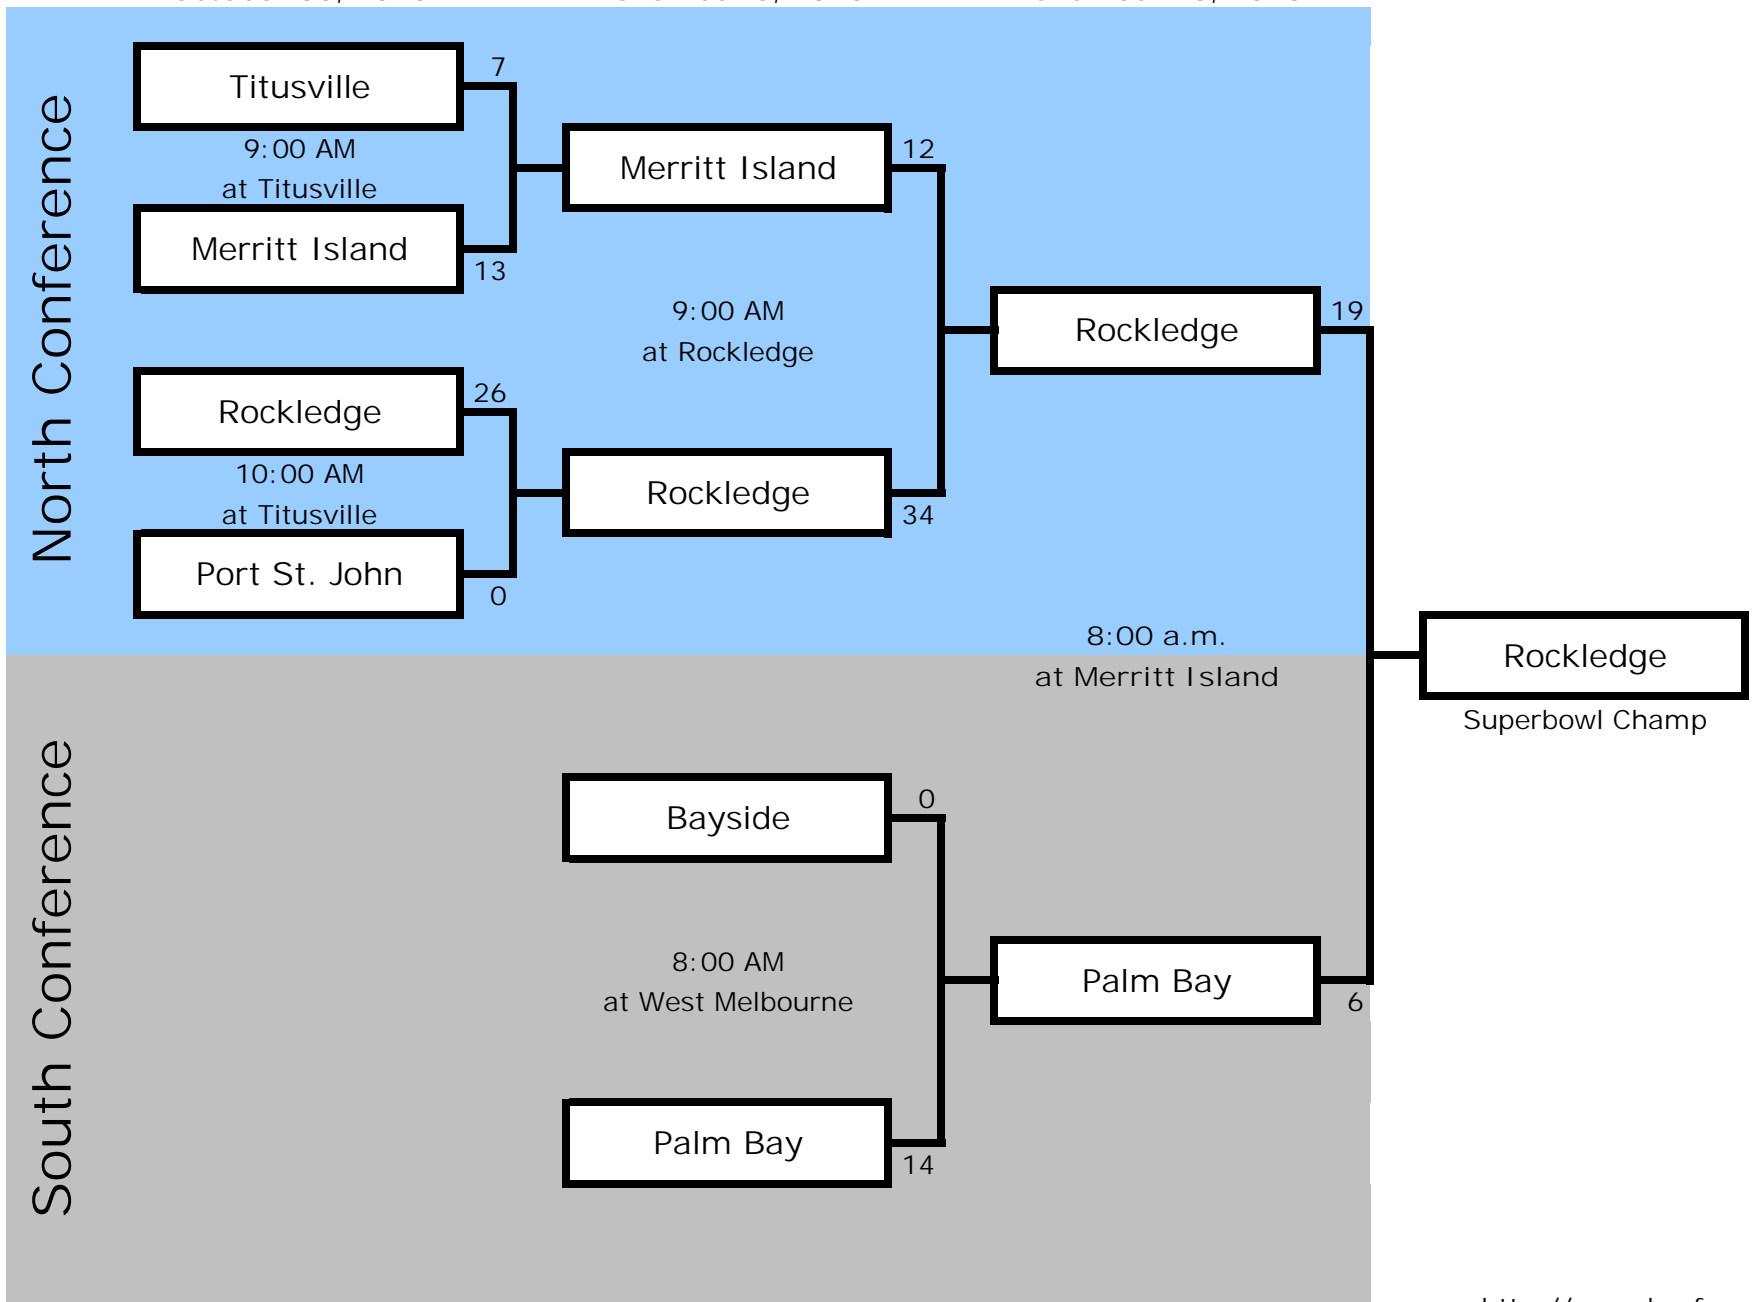 North Conference
Titusville
7
9:00 AM
at Titusville
Merritt Island
13
Rockledge
26
10:00 AM
at Titusville
Port St. John
0
Merritt Island
12
9:00 AM
at Rockledge
Rockledge
34
Rockledge
19
8:00 a.m.
at Merritt Island
Rockledge
Superbowl Champ
South Conference
Bayside
0
8:00 AM
at West Melbourne
Palm Bay
14
Palm Bay
6